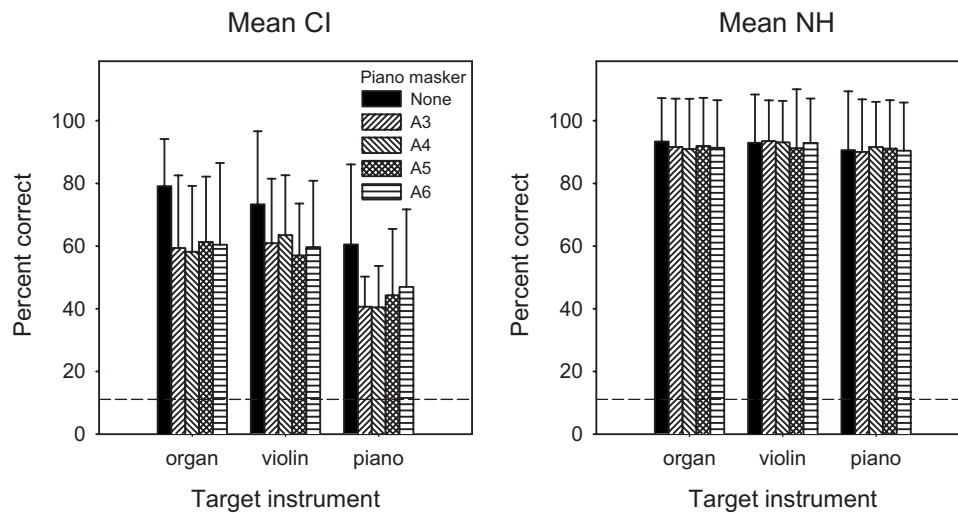 Mean CI
Percent correct
100
80
60
40
20
0
Piano masker
None
A3
A4
A5
A6
organ violin piano
Target instrument
Mean NH
Percent correct
100
80
60
40
20
0
organ violin piano
Target instrument